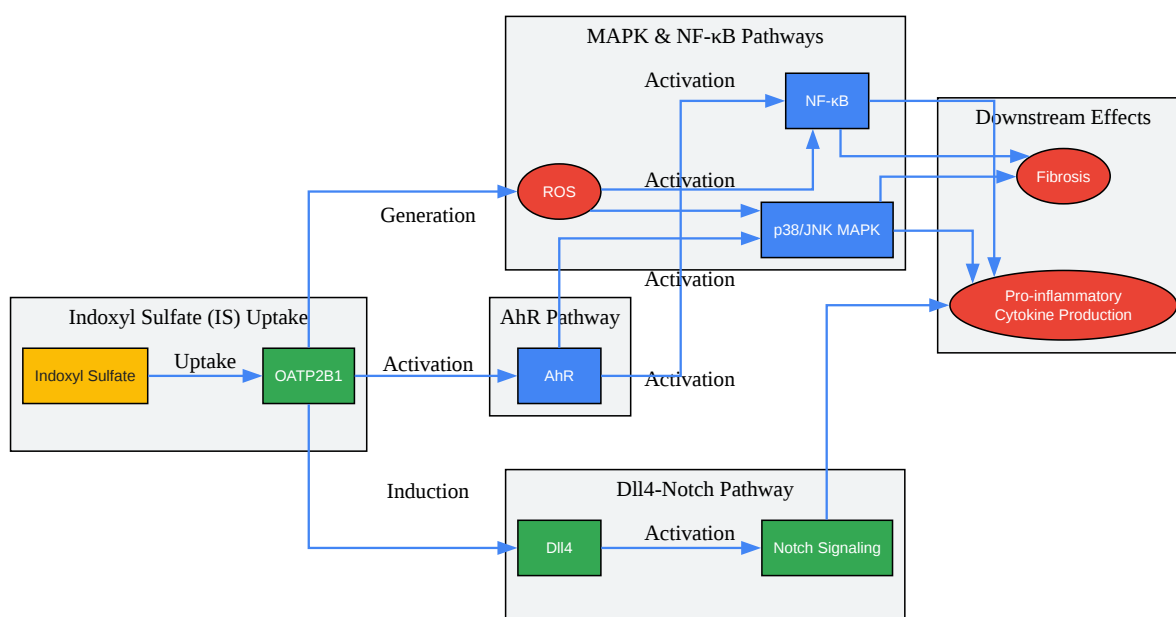 MAPK & NF-κB Pathways
Activation
NF-κB
Downstream Effects
ROS
Activation
Fibrosis
Generation
p38/JNK MAPK
Activation
Indoxyl Sulfate (IS) Uptake
AhR Pathway
Pro-inflammatory
Cytokine Production
Indoxyl Sulfate
Uptake
OATP2B1
Activation
AhR
Activation
Induction
Dll4-Notch Pathway
Dll4
Activation
Notch Signaling